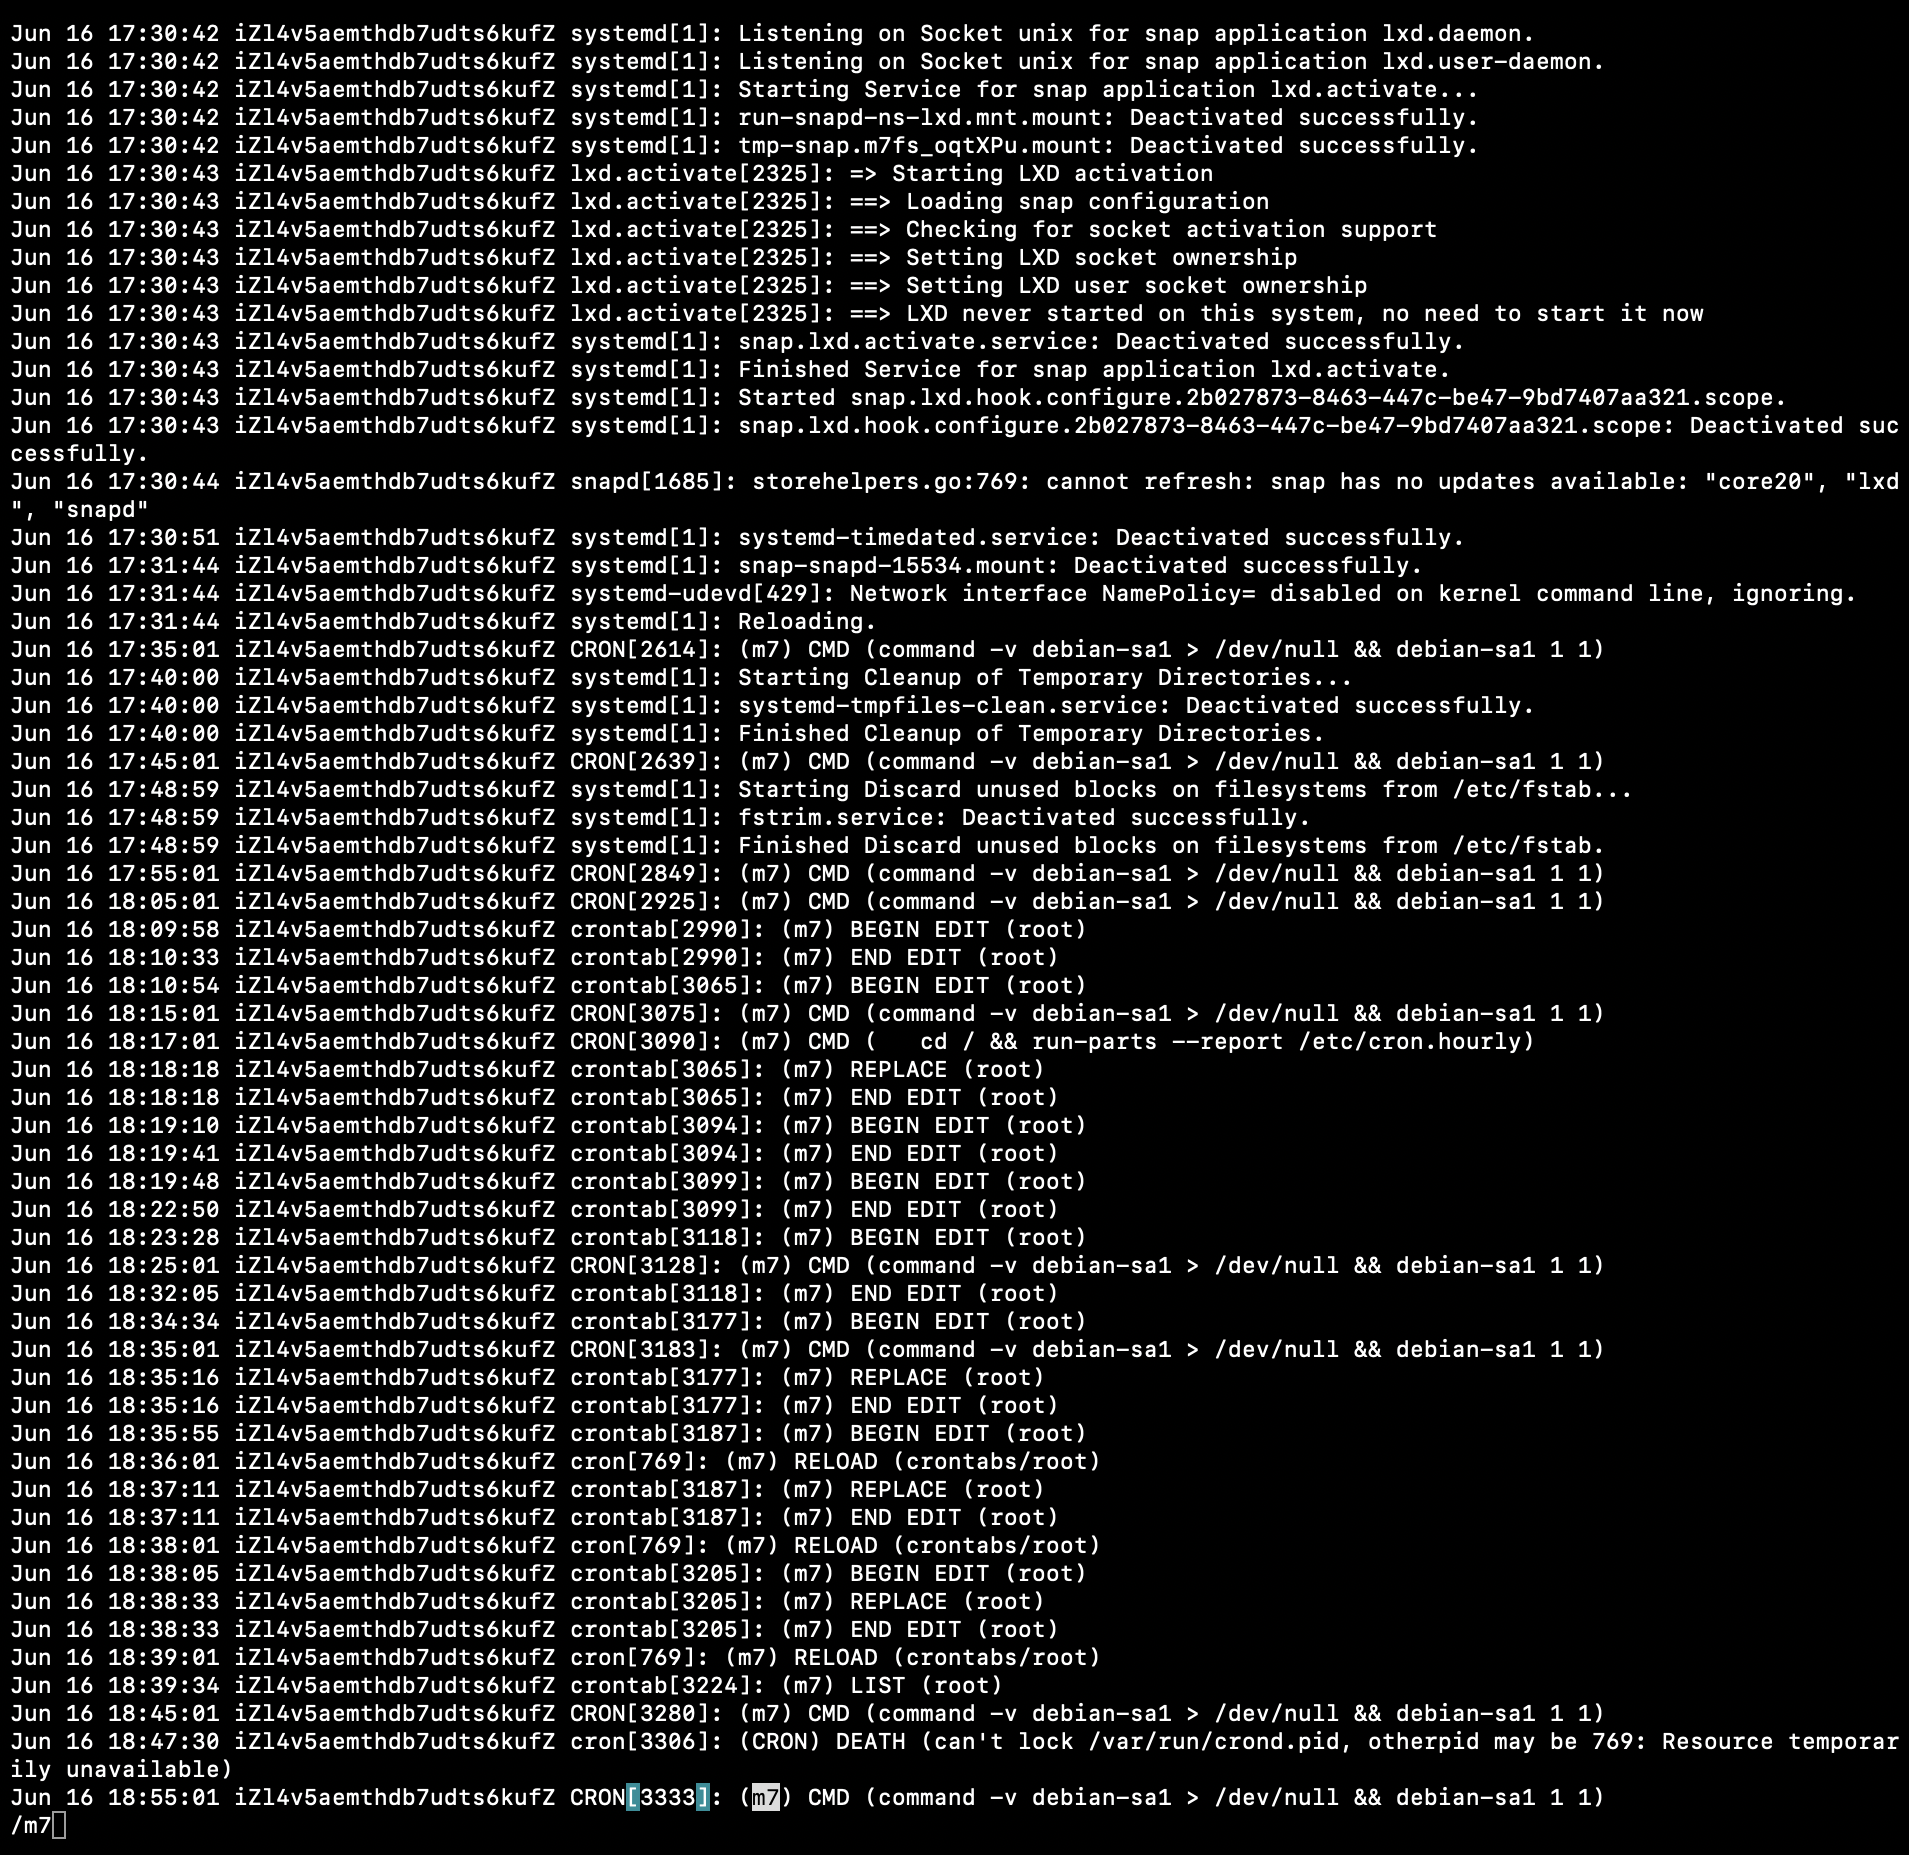 Jun 16 17:30:42 iZl4v5aemthdb7udts6kufZ systemd[1]: Listening on Socket unix for snap application lxd.daemon.
Jun 16 17:30:42 iZl4v5aemthdb7udts6kufZ systemd[1]: Listening on Socket unix for snap application lxd.user-daemon.
Jun 16 17:30:42 iZl4v5aemthdb7udts6kufZ systemd[1]: Starting Service for snap application lxd.activate...
Jun 16 17:30:42 iZl4v5aemthdb7udts6kufZ systemd[1]: run-snapd-ns-lxd.mnt.mount: Deactivated successfully.
Jun 16 17:30:42 iZl4v5aemthdb7udts6kufZ systemd[1]: tmp-snap.m7fs_oqtXPu.mount: Deactivated successfully.
Jun 16 17:30:43 iZl4v5aemthdb7udts6kufZ lxd.activate[2325]: => Starting LXD activation
Jun 16 17:30:43 iZl4v5aemthdb7udts6kufZ lxd.activate[2325]: ==> Loading snap configuration
Jun 16 17:30:43 iZl4v5aemthdb7udts6kufZ lxd.activate[2325]: ==> Checking for socket activation support
Jun 16 17:30:43 iZl4v5aemthdb7udts6kufZ lxd.activate[2325]: ==> Setting LXD socket ownership
Jun 16 17:30:43 iZl4v5aemthdb7udts6kufZ lxd.activate[2325]: ==> Setting LXD user socket ownership
Jun 16 17:30:43 iZl4v5aemthdb7udts6kufZ lxd.activate[2325]: ==> LXD never started on this system, no need to start it now
Jun 16 17:30:43 iZl4v5aemthdb7udts6kufZ systemd[1]: snap.lxd.activate.service: Deactivated successfully.
Jun 16 17:30:43 iZl4v5aemthdb7udts6kufZ systemd[1]: Finished Service for snap application lxd.activate.
Jun 16 17:30:43 iZl4v5aemthdb7udts6kufZ systemd[1]: Started snap.lxd.hook.configure.2b027873-8463-447c-be47-9bd7407aa321.scope.
Jun 16 17:30:43 iZl4v5aemthdb7udts6kufZ systemd[1]: snap.lxd.hook.configure.2b027873-8463-447c-be47-9bd7407aa321.scope: Deactivated suc
cessfully.
Jun 16 17:30:44 iZl4v5aemthdb7udts6kufZ snapd[1685]: storehelpers.go:769: cannot refresh: snap has no updates available: "core20", "lxd
", "snapd"
Jun 16 17:30:51 iZl4v5aemthdb7udts6kufZ systemd[1]: systemd-timedated.service: Deactivated successfully.
Jun 16 17:31:44 iZl4v5aemthdb7udts6kufZ systemd[1]: snap-snapd-15534.mount: Deactivated successfully.
Jun 16 17:31:44 iZl4v5aemthdb7udts6kufZ systemd-udevd[429]: Network interface NamePolicy= disabled on kernel command line, ignoring.
Jun 16 17:31:44 iZl4v5aemthdb7udts6kufZ systemd[1]: Reloading.
Jun 16 17:35:01 iZl4v5aemthdb7udts6kufZ CRON[2614]: (m7) CMD (command -v debian-sa1 > /dev/null && debian-sa1 1 1)
Jun 16 17:40:00 iZl4v5aemthdb7udts6kufZ systemd[1]: Starting Cleanup of Temporary Directories...
Jun 16 17:40:00 iZl4v5aemthdb7udts6kufZ systemd[1]: systemd-tmpfiles-clean.service: Deactivated successfully.
Jun 16 17:40:00 iZl4v5aemthdb7udts6kufZ systemd[1]: Finished Cleanup of Temporary Directories.
Jun 16 17:45:01 iZl4v5aemthdb7udts6kufZ CRON[2639]: (m7) CMD (command -v debian-sa1 > /dev/null && debian-sa1 1 1)
Jun 16 17:48:59 iZl4v5aemthdb7udts6kufZ systemd[1]: Starting Discard unused blocks on filesystems from /etc/fstab...
Jun 16 17:48:59 iZl4v5aemthdb7udts6kufZ systemd[1]: fstrim.service: Deactivated successfully.
Jun 16 17:48:59 iZl4v5aemthdb7udts6kufZ systemd[1]: Finished Discard unused blocks on filesystems from /etc/fstab.
Jun 16 17:55:01 iZl4v5aemthdb7udts6kufZ CRON[2849]: (m7) CMD (command -v debian-sa1 > /dev/null && debian-sa1 1 1)
Jun 16 18:05:01 iZl4v5aemthdb7udts6kufZ CRON[2925]: (m7) CMD (command -v debian-sa1 > /dev/null && debian-sa1 1 1)
Jun 16 18:09:58 iZl4v5aemthdb7udts6kufZ crontab[2990]: (m7) BEGIN EDIT (root)
Jun 16 18:10:33 iZl4v5aemthdb7udts6kufZ crontab[2990]: (m7) END EDIT (root)
Jun 16 18:10:54 iZl4v5aemthdb7udts6kufZ crontab[3065]: (m7) BEGIN EDIT (root)
Jun 16 18:15:01 iZl4v5aemthdb7udts6kufZ CRON[3075]: (m7) CMD (command -v debian-sa1 > /dev/null && debian-sa1 1 1)
Jun 16 18:17:01 iZl4v5aemthdb7udts6kufZ CRON[3090]: (m7) CMD (   cd / && run-parts --report /etc/cron.hourly)
Jun 16 18:18:18 iZl4v5aemthdb7udts6kufZ crontab[3065]: (m7) REPLACE (root)
Jun 16 18:18:18 iZl4v5aemthdb7udts6kufZ crontab[3065]: (m7) END EDIT (root)
Jun 16 18:19:10 iZl4v5aemthdb7udts6kufZ crontab[3094]: (m7) BEGIN EDIT (root)
Jun 16 18:19:41 iZl4v5aemthdb7udts6kufZ crontab[3094]: (m7) END EDIT (root)
Jun 16 18:19:48 iZl4v5aemthdb7udts6kufZ crontab[3099]: (m7) BEGIN EDIT (root)
Jun 16 18:22:50 iZl4v5aemthdb7udts6kufZ crontab[3099]: (m7) END EDIT (root)
Jun 16 18:23:28 iZl4v5aemthdb7udts6kufZ crontab[3118]: (m7) BEGIN EDIT (root)
Jun 16 18:25:01 iZl4v5aemthdb7udts6kufZ CRON[3128]: (m7) CMD (command -v debian-sa1 > /dev/null && debian-sa1 1 1)
Jun 16 18:32:05 iZl4v5aemthdb7udts6kufZ crontab[3118]: (m7) END EDIT (root)
Jun 16 18:34:34 iZl4v5aemthdb7udts6kufZ crontab[3177]: (m7) BEGIN EDIT (root)
Jun 16 18:35:01 iZl4v5aemthdb7udts6kufZ CRON[3183]: (m7) CMD (command -v debian-sa1 > /dev/null && debian-sa1 1 1)
Jun 16 18:35:16 iZl4v5aemthdb7udts6kufZ crontab[3177]: (m7) REPLACE (root)
Jun 16 18:35:16 iZl4v5aemthdb7udts6kufZ crontab[3177]: (m7) END EDIT (root)
Jun 16 18:35:55 iZl4v5aemthdb7udts6kufZ crontab[3187]: (m7) BEGIN EDIT (root)
Jun 16 18:36:01 iZl4v5aemthdb7udts6kufZ cron[769]: (m7) RELOAD (crontabs/root)
Jun 16 18:37:11 iZl4v5aemthdb7udts6kufZ crontab[3187]: (m7) REPLACE (root)
Jun 16 18:37:11 iZl4v5aemthdb7udts6kufZ crontab[3187]: (m7) END EDIT (root)
Jun 16 18:38:01 iZl4v5aemthdb7udts6kufZ cron[769]: (m7) RELOAD (crontabs/root)
Jun 16 18:38:05 iZl4v5aemthdb7udts6kufZ crontab[3205]: (m7) BEGIN EDIT (root)
Jun 16 18:38:33 iZl4v5aemthdb7udts6kufZ crontab[3205]: (m7) REPLACE (root)
Jun 16 18:38:33 iZl4v5aemthdb7udts6kufZ crontab[3205]: (m7) END EDIT (root)
Jun 16 18:39:01 iZl4v5aemthdb7udts6kufZ cron[769]: (m7) RELOAD (crontabs/root)
Jun 16 18:39:34 iZl4v5aemthdb7udts6kufZ crontab[3224]: (m7) LIST (root)
Jun 16 18:45:01 iZl4v5aemthdb7udts6kufZ CRON[3280]: (m7) CMD (command -v debian-sa1 > /dev/null && debian-sa1 1 1)
Jun 16 18:47:30 iZl4v5aemthdb7udts6kufZ cron[3306]: (CRON) DEATH (can't lock /var/run/crond.pid, otherpid may be 769: Resource temporar
ily unavailable)
Jun 16 18:55:01 iZl4v5aemthdb7udts6kufZ CRON[3333]: (m7) CMD (command -v debian-sa1 > /dev/null && debian-sa1 1 1)
/m7